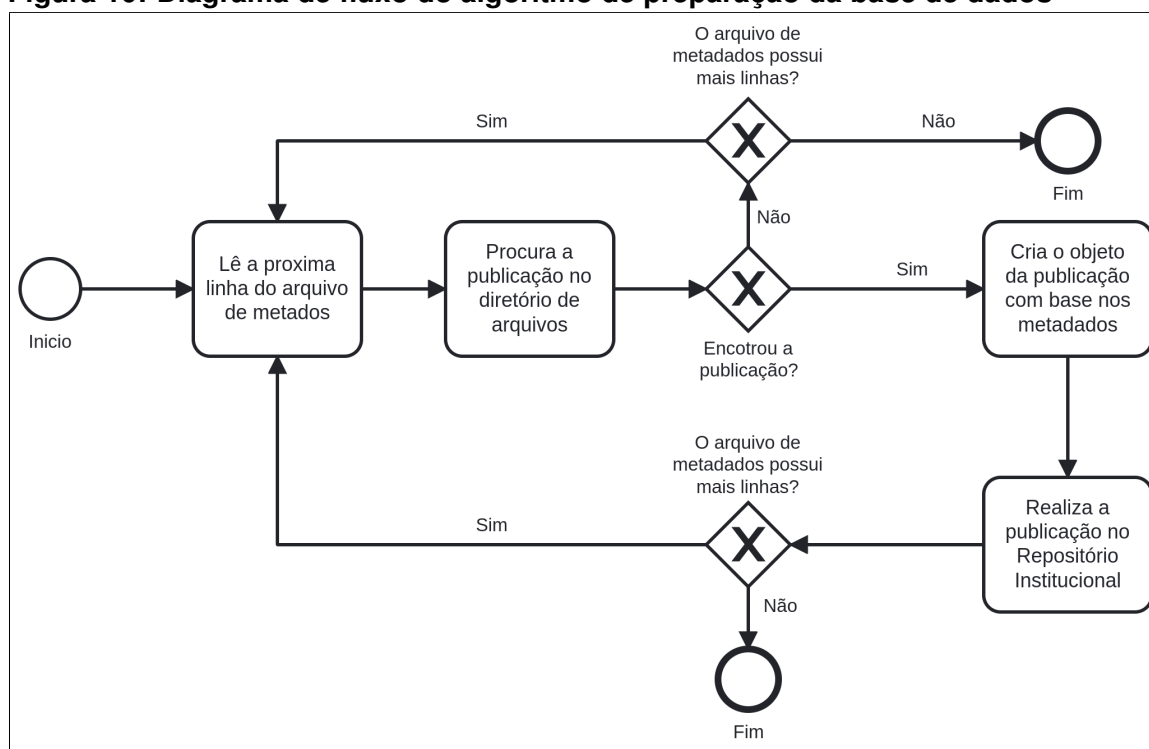 Figura 16: Diagrama do fluxo do algoritmo de preparação da base de dados
O arquivo de
metadados possui
mais linhas?
Sim
Não
Fim
Não
Inicio
Lê a proxima
linha do arquivo
de metados
Procura a
publicação no
diretório de
arquivos
Encotrou a
publicação?
Sim
Cria o objeto
da publicação
com base nos
metadados
O arquivo de
metadados possui
mais linhas?
Sim
Não
Fim
Realiza a
publicação no
Repositório
Institucional